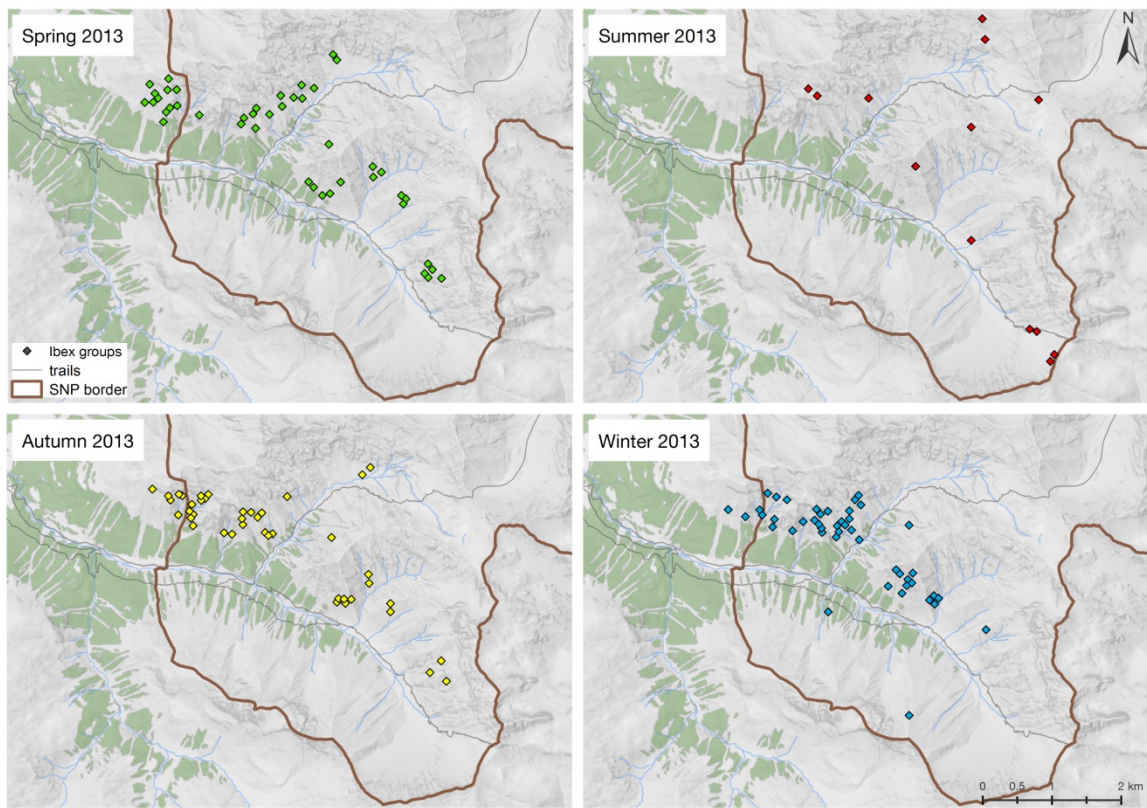 Spring 2013
Summer 2013
N
Ibex groups
trails
SNP border
Autumn 2013
Winter 2013
0 0.5 1 2 km